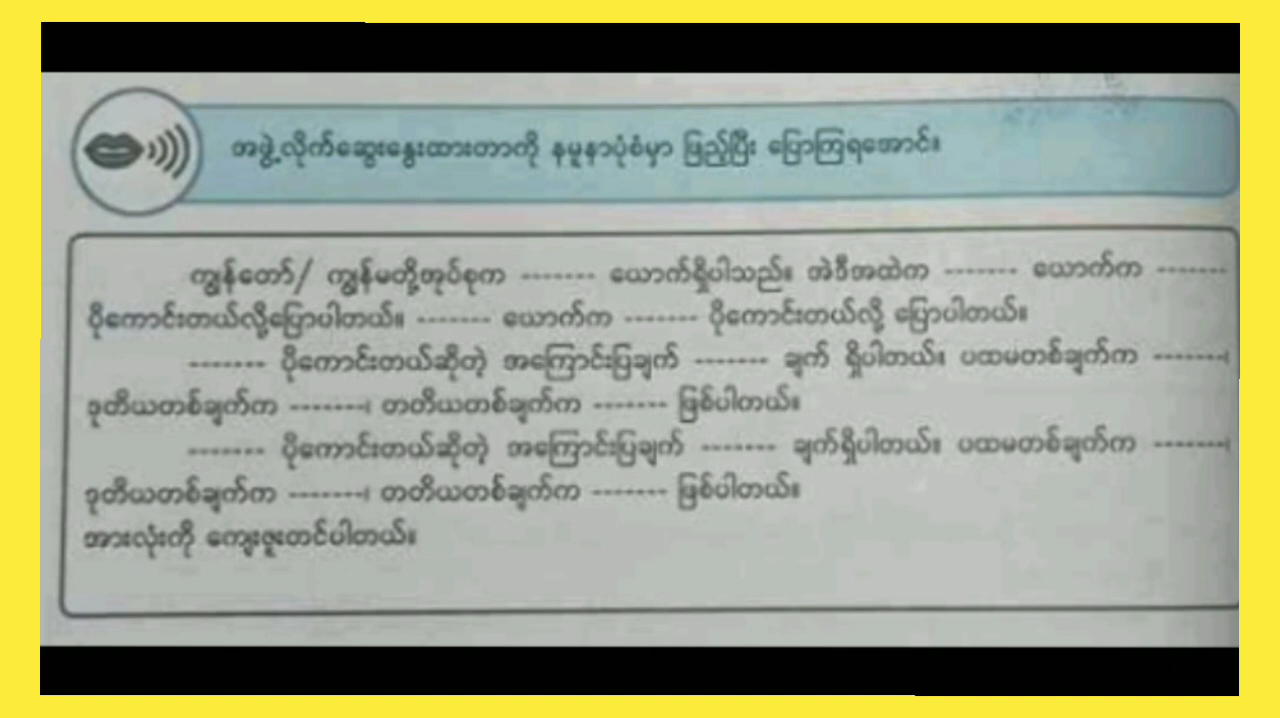 အဖွဲ့လိုက်ဆွေးနွေးထားတာကို နမူနာပုံစံမှာ ဖြည့်ပြီး ပြောကြရအောင်။
ကျွန်တော်/ ကျွန်မတို့အုပ်စုက ------- ယောက်ရှိပါသည်။ အဲဒီအထဲက ------- ယောက်က -------
ပိုကောင်းတယ်လို့ပြောပါတယ်။ ------- ယောက်က ------- ပိုကောင်းတယ်လို့ ပြောပါတယ်။
------- ပိုကောင်းတယ်ဆိုတဲ့ အကြောင်းပြချက် ------- ချက် ရှိပါတယ်။ ပထမတစ်ချက်က -------၊
ဒုတိယတစ်ချက်က -------၊ တတိယတစ်ချက်က ------- ဖြစ်ပါတယ်။
------- ပိုကောင်းတယ်ဆိုတဲ့ အကြောင်းပြချက် ------- ချက်ရှိပါတယ်။ ပထမတစ်ချက်က -------၊
ဒုတိယတစ်ချက်က -------၊ တတိယတစ်ချက်က ------- ဖြစ်ပါတယ်။
အားလုံးကို ကျေးဇူးတင်ပါတယ်။